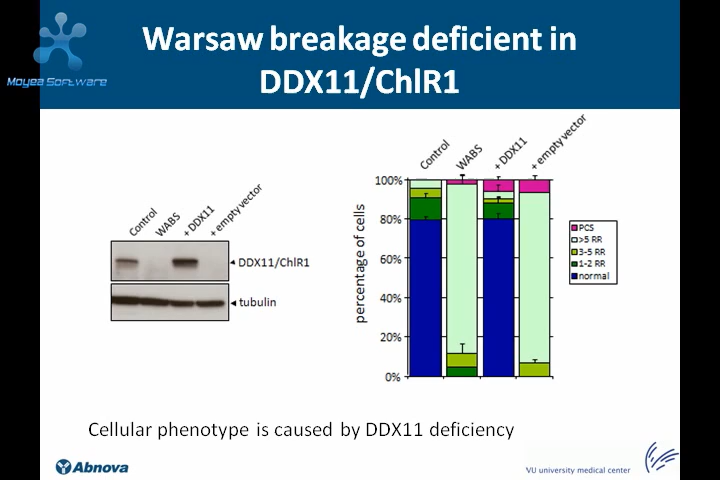 Warsaw breakage deficient in
DDX11/ChlR1
Moyea Software
Control
WABS
+ DDX11
+ empty vector
DDX11/ChlR1
tubulin
Control
WABS
+ DDX11
+ empty vector
percentage of cells
100%
80%
60%
40%
20%
0%
PCS
>5 RR
3-5 RR
1-2 RR
normal
Cellular phenotype is caused by DDX11 deficiency
Abnova
VU university medical center